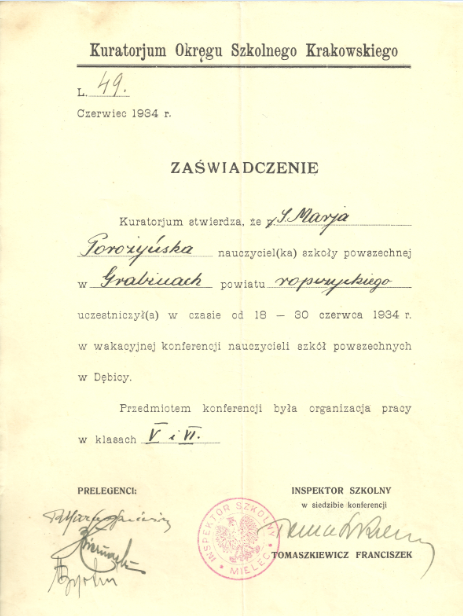 Kuratorjum Okręgu Szkolnego Krakowskiego
L. 49.
Czerwiec 1934 r.
ZAŚWIADCZENIE
Kuratorjum stwierdza, że Marja
Porożyńska nauczyciel(ka) szkoły powszechnej
w Grabinach powiatu ropczyckiego
uczestniczył(a) w czasie od 18 — 30 czerwca 1934 r.
w wakacyjnej konferencji nauczycieli szkół powszechnych
w Dębicy.
Przedmiotem konferencji była organizacja pracy
w klasach V i VI.
PRELEGENCI:
INSPEKTOR SZKOLNY
w siedzibie konferencji
INSPEKTOR SZKOLNY
* MIELEC *
TOMASZKIEWICZ FRANCISZEK